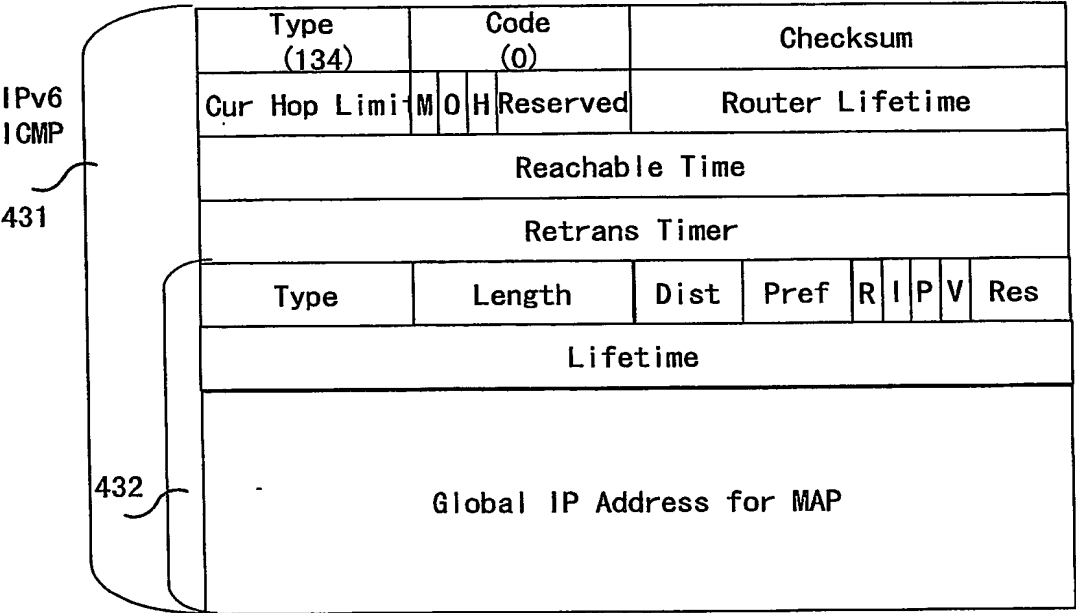 Type
(134)
Code
(0)
Checksum
IPv6
ICMP
431
Cur Hop Limit
M
O
H
Reserved
Router Lifetime
Reachable Time
Retrans Timer
Type
Length
Dist
Pref
R
I
P
V
Res
Lifetime
432
Global IP Address for MAP